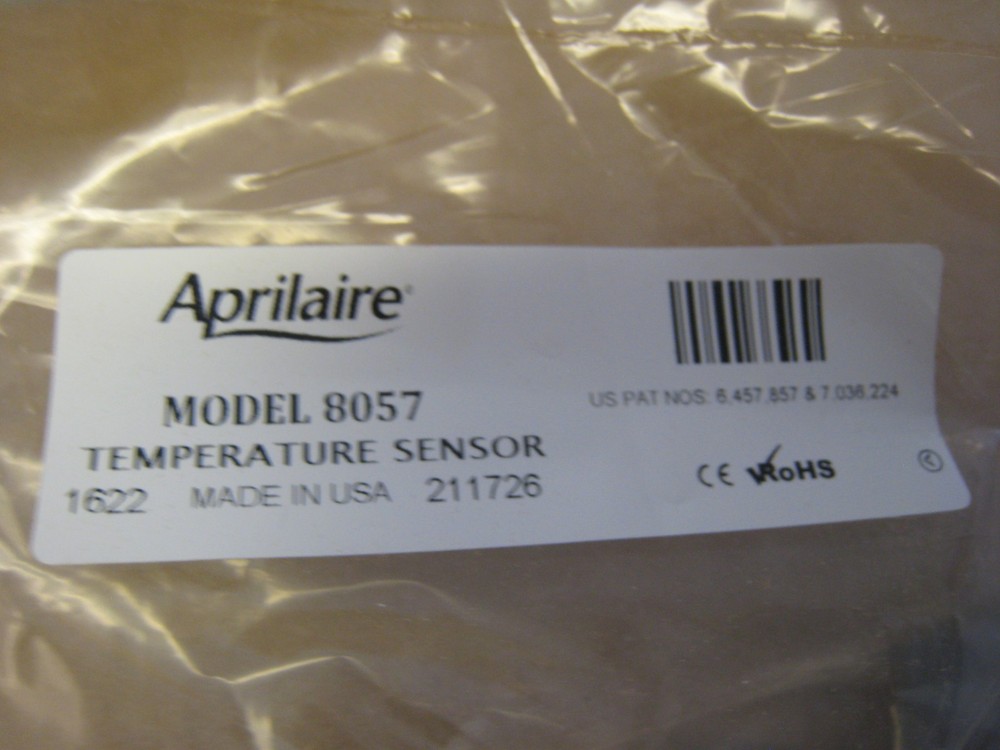 Aprilaire®
MODEL 8057
TEMPERATURE SENSOR
1622 MADE IN USA 211726
US PAT NOS: 6,457,857 & 7,036,224
CE RoHS